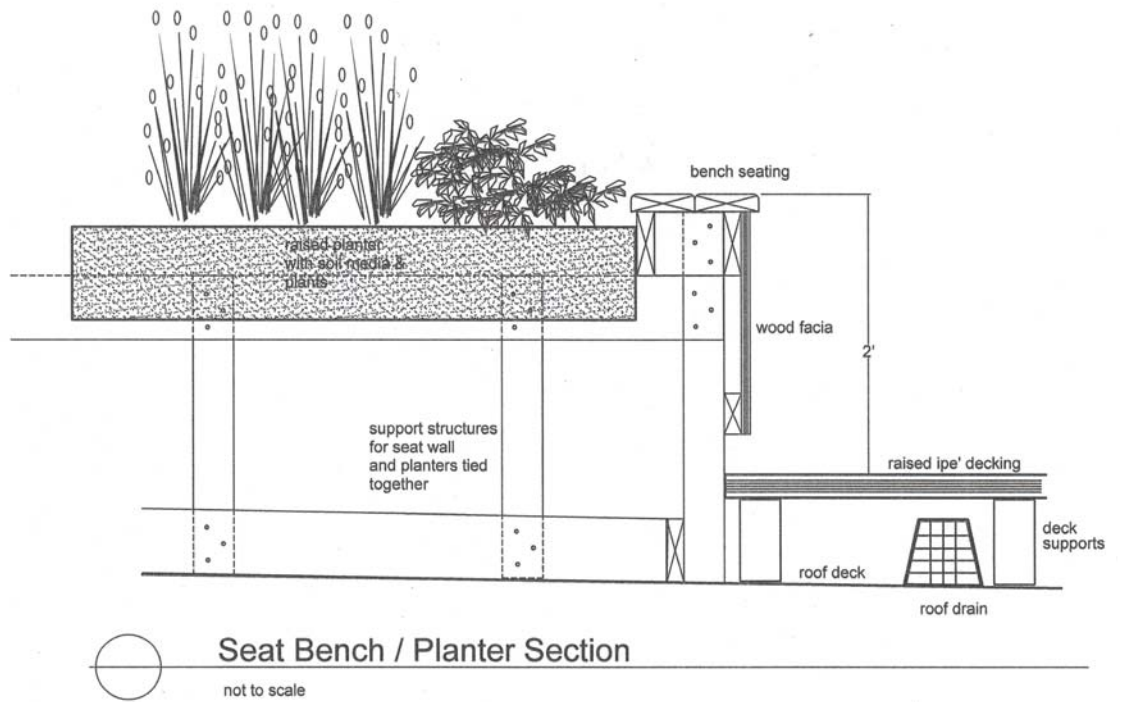 bench seating
raised planter
with soil media &
plants
wood facia
2'
support structures
for seat wall
and planters tied
together
raised ipe' decking
deck
supports
roof deck
roof drain
Seat Bench / Planter Section
not to scale